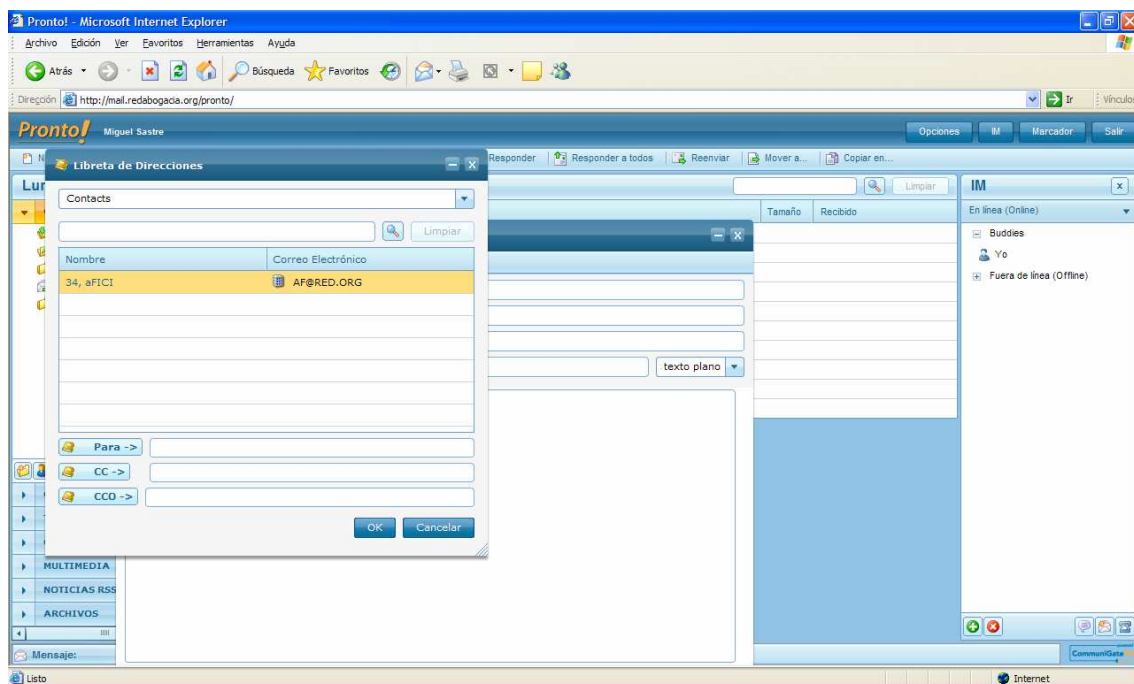 Pronto! - Microsoft Internet Explorer
Archivo Edición Ver Favoritos Herramientas Ayuda
Atrás Búsqueda Favoritos
Dirección http://mail.redabogacia.org/pronto/ Ir Vínculos
Pronto! Miguel Sastre Opciones IM Marcador Salir
Libreta de Direcciones Responder Responder a todos Reenviar Mover a... Copiar en...
Contacts Limpiar IM
Tamaño Recibido En línea (Online)
Limpiar Buddies
Nombre Correo Electrónico Yo
34, aFICI AF@RED.ORG Fuera de línea (Offline)
texto plano
Para ->
CC ->
CCO ->
OK Cancelar
MULTIMEDIA
NOTICIAS RSS
ARCHIVOS
Mensaje: CommuniGate
Listo Internet